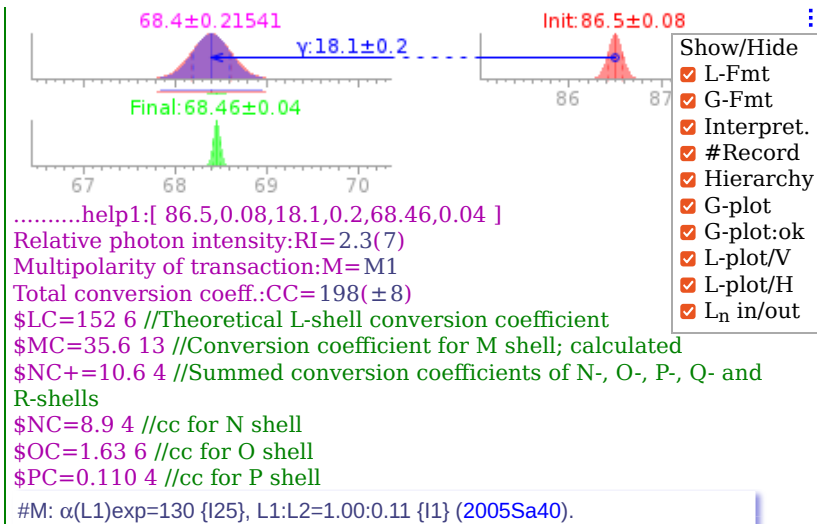 68.4±0.21541
Init:86.5±0.08
γ:18.1±0.2
86
87
Final:68.46±0.04
67
68
69
70
Show/Hide
L-Fmt
G-Fmt
Interpret.
#Record
Hierarchy
G-plot
G-plot:ok
L-plot/V
L-plot/H
Ln in/out
..........help1:[ 86.5,0.08,18.1,0.2,68.46,0.04 ]
Relative photon intensity:RI=2.3(7)
Multipolarity of transaction:M=M1
Total conversion coeff.:CC=198(±8)
$LC=152 6 //Theoretical L-shell conversion coefficient
$MC=35.6 13 //Conversion coefficient for M shell; calculated
$NC+=10.6 4 //Summed conversion coefficients of N-, O-, P-, Q- and
R-shells
$NC=8.9 4 //cc for N shell
$OC=1.63 6 //cc for O shell
$PC=0.110 4 //cc for P shell
#M: α(L1)exp=130 {I25}, L1:L2=1.00:0.11 {I1} (2005Sa40).